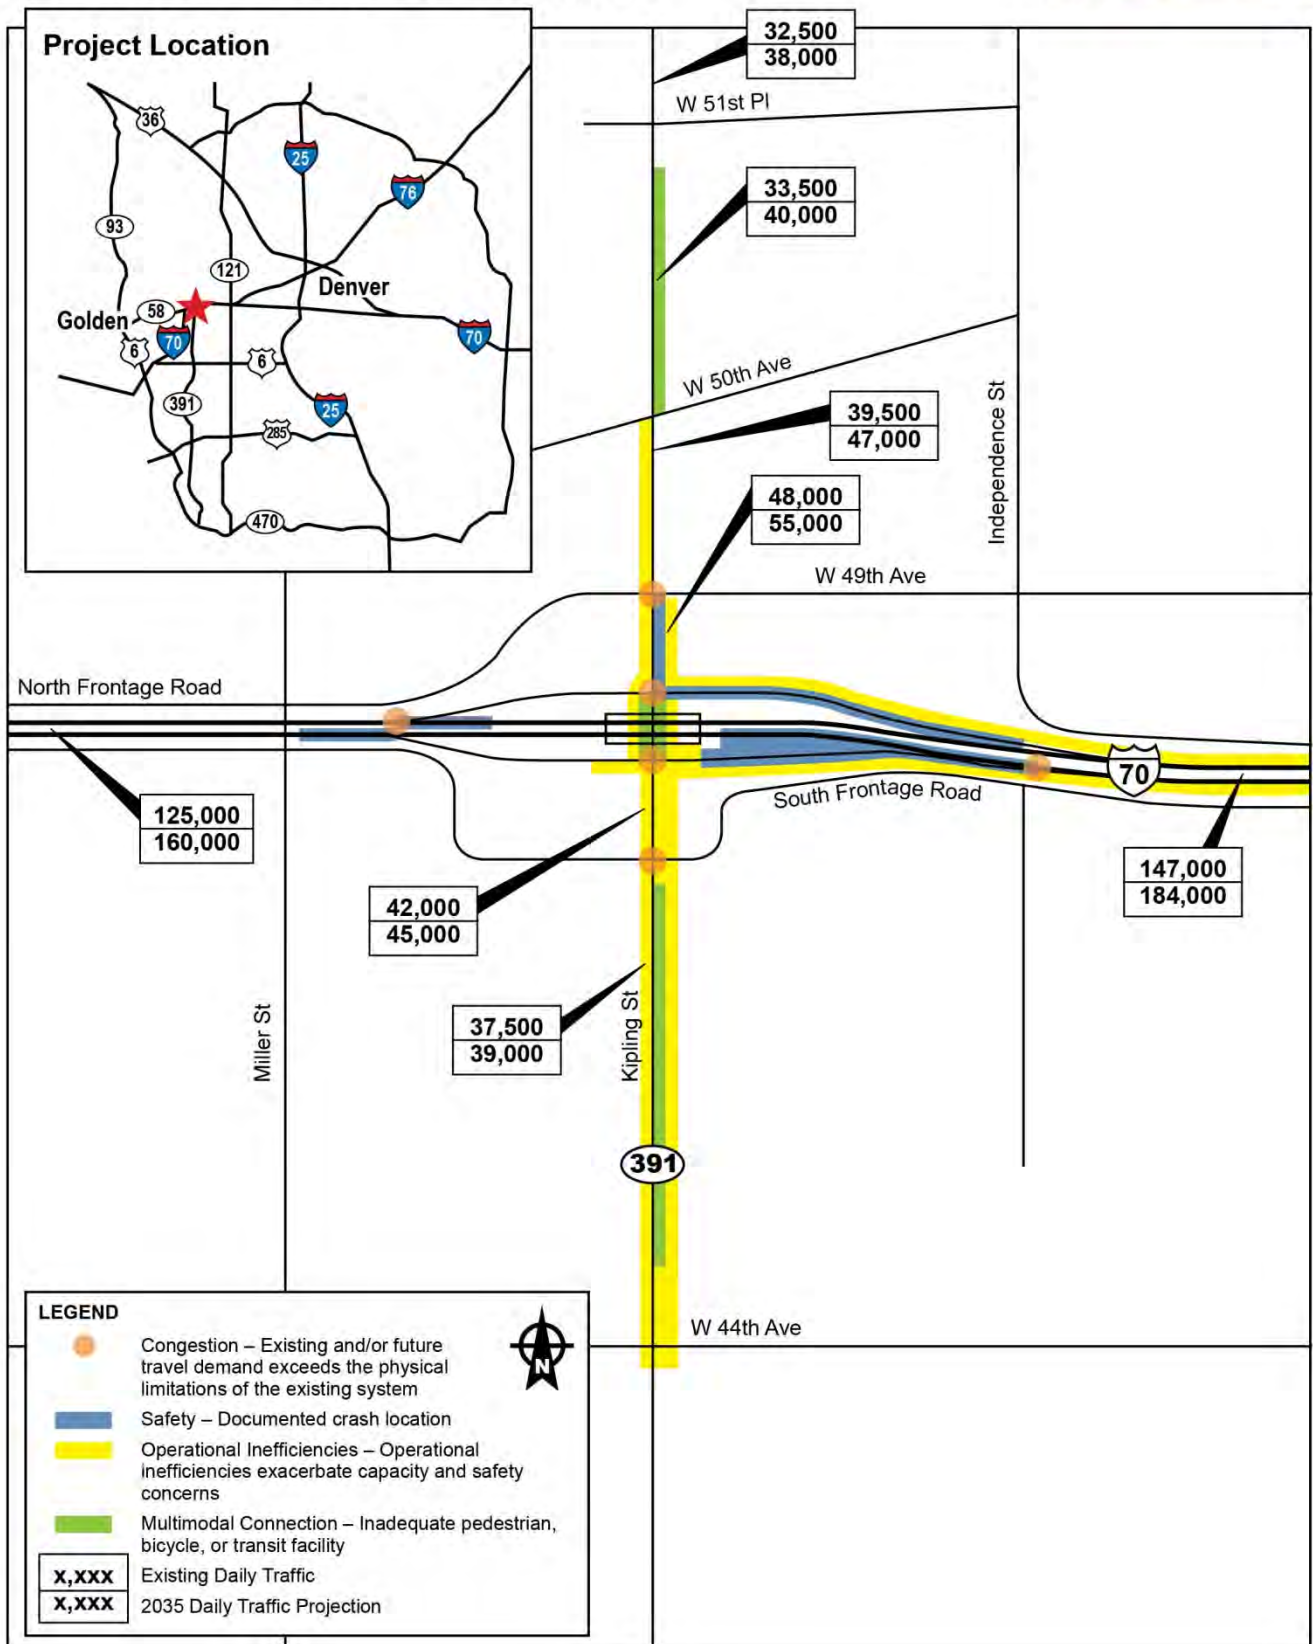 Project Location
36
25
76
93
121
Denver
58
Golden
70
70
6
6
391
25
285
470
32,500
38,000
W 51st Pl
33,500
40,000
W 50th Ave
39,500
47,000
Independence St
48,000
55,000
W 49th Ave
North Frontage Road
70
South Frontage Road
125,000
160,000
147,000
184,000
42,000
45,000
37,500
39,000
Miller St
Kipling St
391
W 44th Ave
LEGEND
N
Congestion – Existing and/or future
travel demand exceeds the physical
limitations of the existing system
Safety – Documented crash location
Operational Inefficiencies – Operational
inefficiencies exacerbate capacity and safety
concerns
Multimodal Connection – Inadequate pedestrian,
bicycle, or transit facility
x,xxx Existing Daily Traffic
x,xxx 2035 Daily Traffic Projection